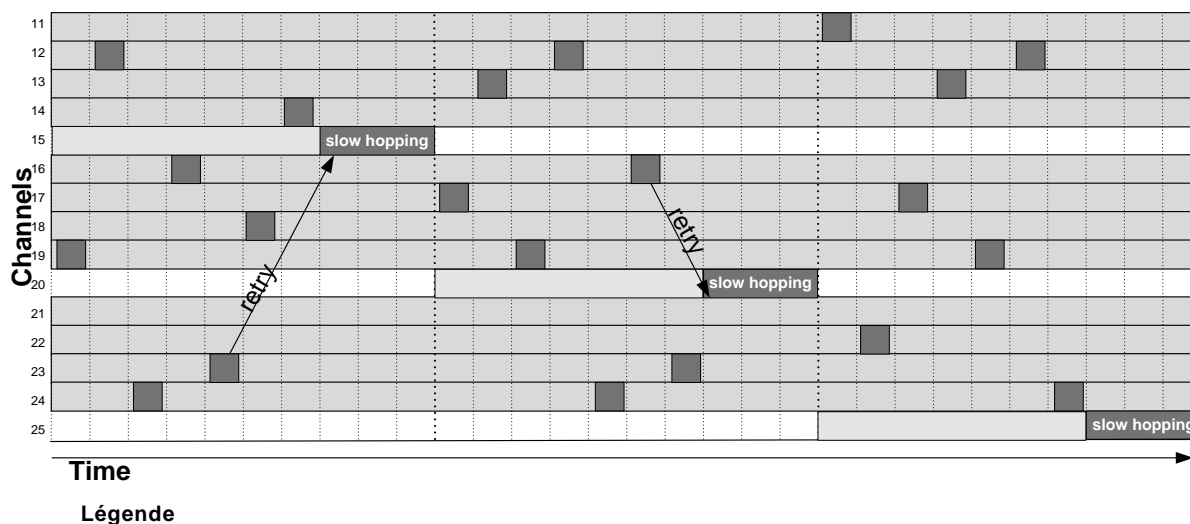 11
12
13
14
15 slow hopping
16
17
18
19
20 slow hopping
21
22
23
24
25 slow hopping
Channels
retry
retry
Time
Légende